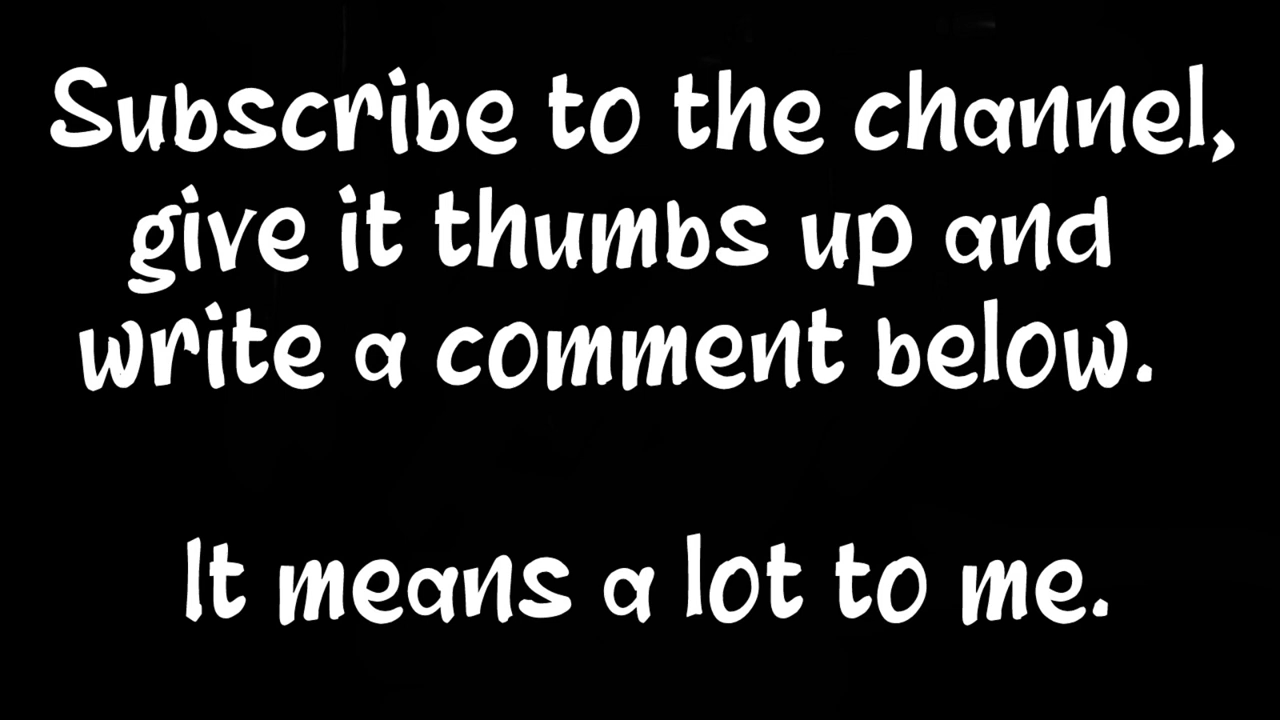 Subscribe to the channel,
give it thumbs up and
write a comment below.
It means a lot to me.